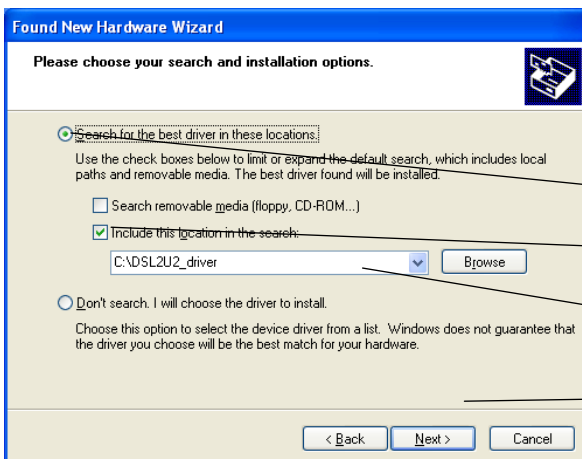 Found New Hardware Wizard
Please choose your search and installation options.
Search for the best driver in these locations.
Use the check boxes below to limit or expand the default search, which includes local
paths and removable media. The best driver found will be installed.
Search removable media (floppy, CD-ROM...)
Include this location in the search:
C:\DSL2U2_driver
Browse
Don't search. I will choose the driver to install.
Choose this option to select the device driver from a list. Windows does not guarantee that
the driver you choose will be the best match for your hardware.
< Back
Next >
Cancel